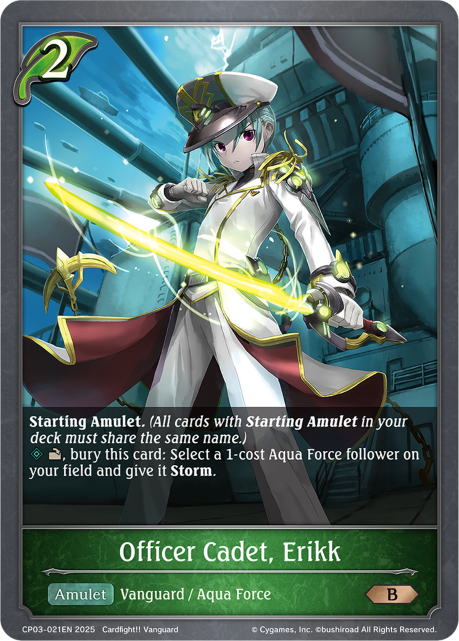 2
Starting Amulet. (All cards with Starting Amulet in your
deck must share the same name.)
, bury this card: Select a 1-cost Aqua Force follower on
your field and give it Storm.
Officer Cadet, Erikk
Amulet Vanguard / Aqua Force B
CP03-021EN 2025 Cardfight!! Vanguard © Cygames, Inc. ©bushiroad All Rights Reserved.